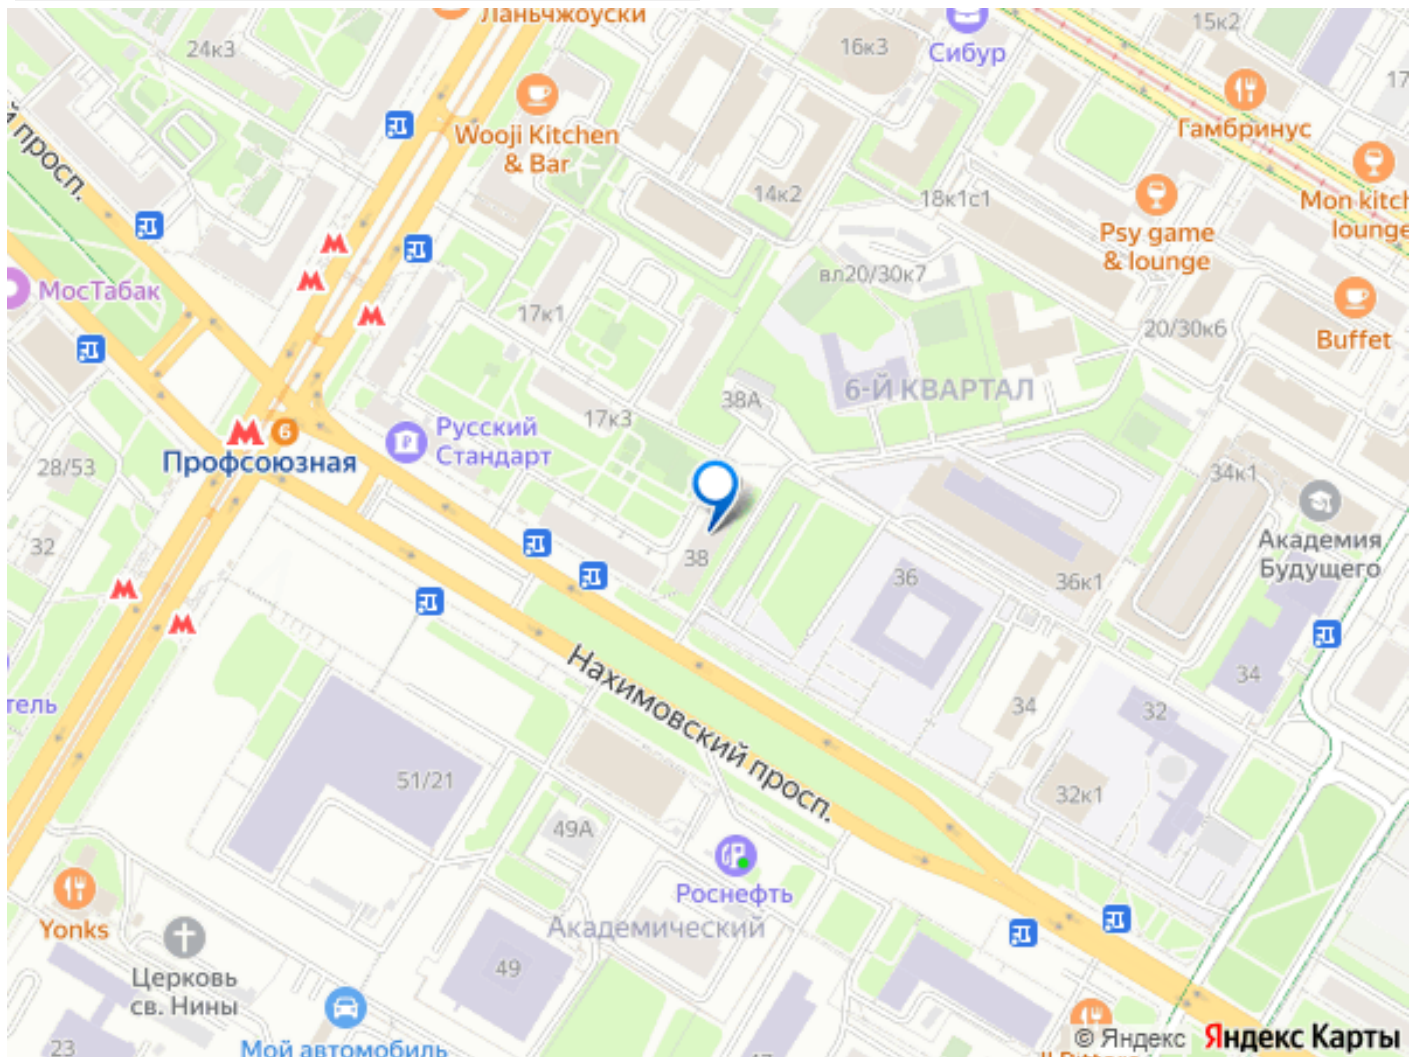 Ланьчжоуски
24к3
16к3
Сибур
15к2
17
Wooji Kitchen
& Bar
Гамбринус
й просп.
14к2
18к1с1
Mon kitch
lounge
Psy game
& lounge
МосТабак
вл20/30к7
17к1
20/30к6
Buffet
38А
6-Й КВАРТАЛ
17к3
Русский
Стандарт
6
Профсоюзная
28/53
34к1
Академия
Будущего
32
38
36
36к1
34
34
32
тель
Нахимовский просп.
51/21
32к1
49А
Роснефть
Академический
Yonks
Церковь
св. Нины
49
23
Мой автомобиль
© Яндекс Яндекс Карты